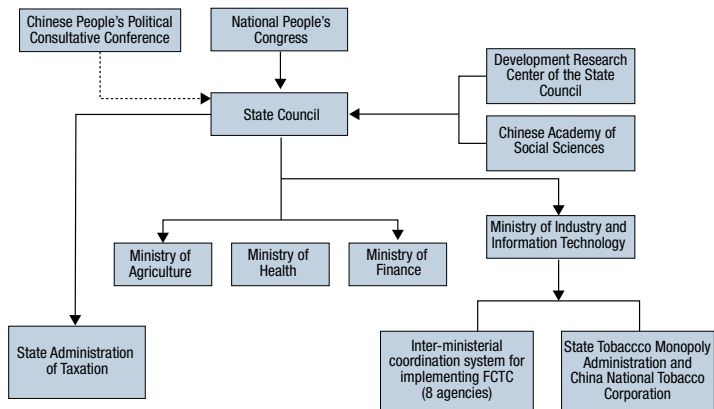 Chinese People's Political
Consultative Conference
National People's
Congress
Development Research
Center of the State
Council
State Council
Chinese Academy of
Social Sciences
Ministry of
Agriculture
Ministry of
Health
Ministry of
Finance
Ministry of Industry and
Information Technology
State Administration
of Taxation
Inter-ministerial
coordination system for
implementing FCTC
(8 agencies)
State Tobaccco Monopoly
Administration and
China National Tobacco
Corporation